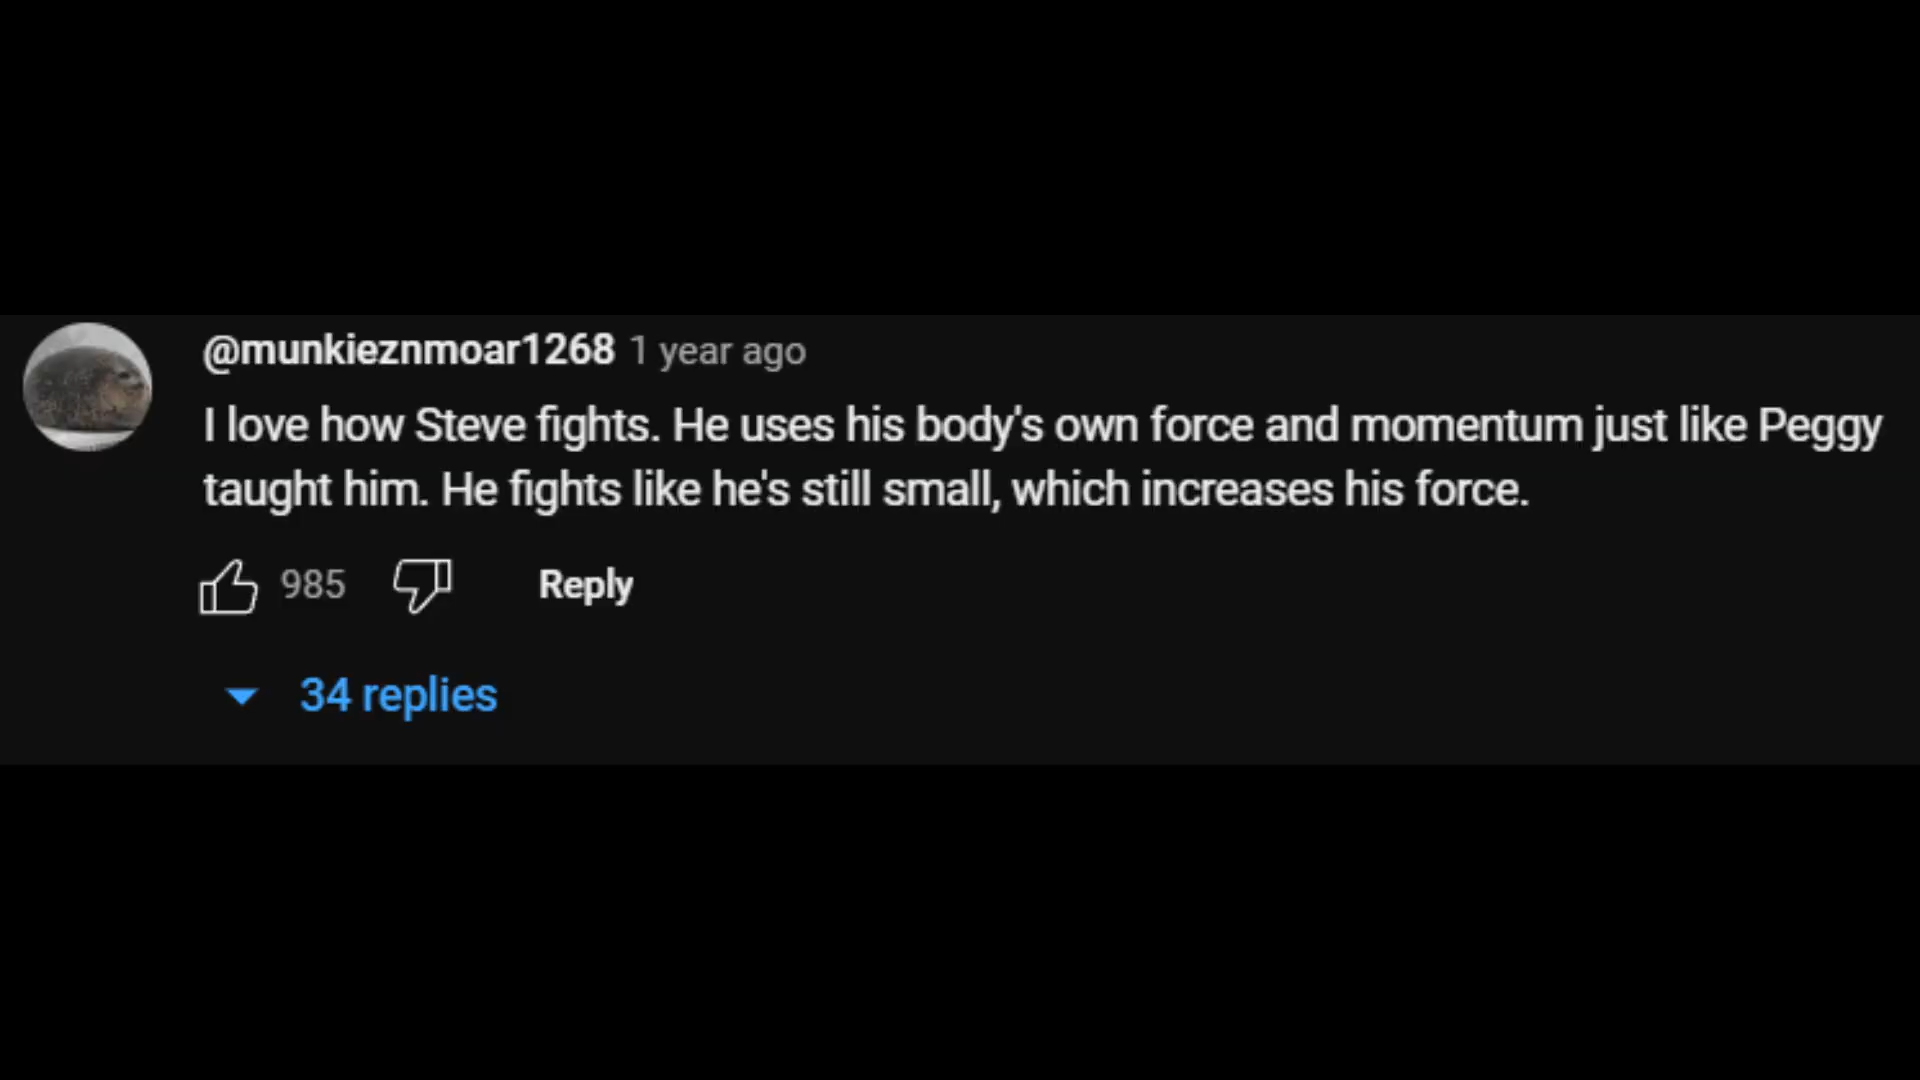 @munkieznmoar1268 1 year ago
I love how Steve fights. He uses his body's own force and momentum just like Peggy
taught him. He fights like he's still small, which increases his force.
985 Reply
34 replies